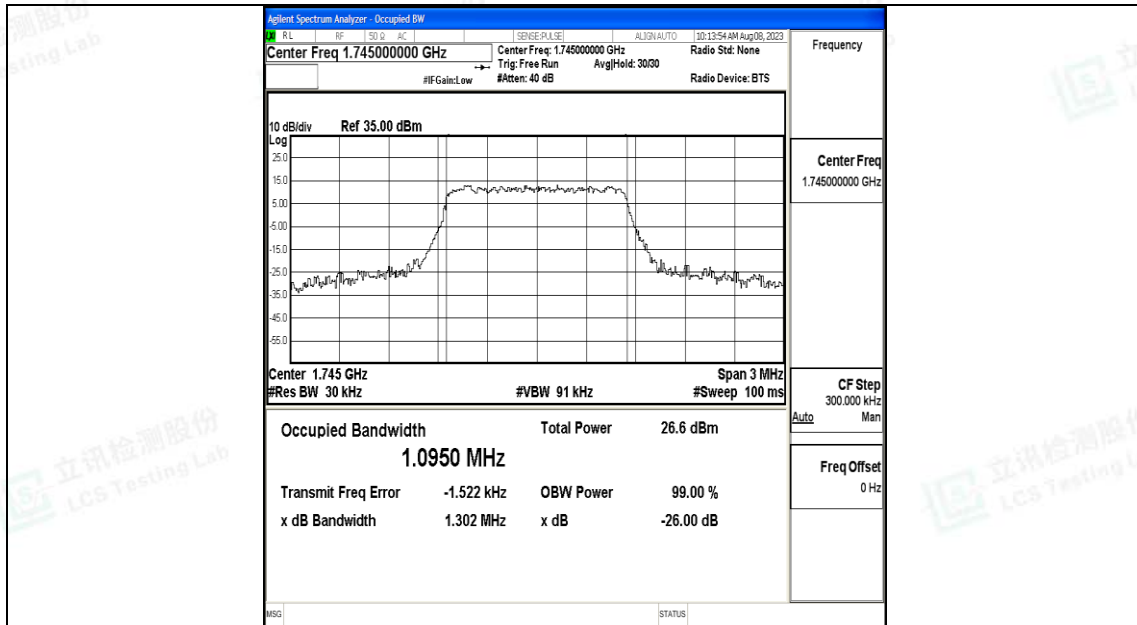 Agilent Spectrum Analyzer - Occupied BW
LXI RL RF 50 Ω AC SENSE:PULSE ALIGN AUTO 10:13:54 AM Aug 08, 2023
Center Freq 1.745000000 GHz
Center Freq: 1.745000000 GHz Radio Std: None
Trig: Free Run Avg|Hold: 30/30
#IFGain:Low #Atten: 40 dB Radio Device: BTS
10 dB/div Ref 35.00 dBm
Log
25.0
15.0
5.00
-5.00
-15.0
-25.0
-35.0
-45.0
-55.0
Center 1.745 GHz Span 3 MHz
#Res BW 30 kHz #VBW 91 kHz #Sweep 100 ms
Occupied Bandwidth Total Power 26.6 dBm
1.0950 MHz
Transmit Freq Error -1.522 kHz OBW Power 99.00 %
x dB Bandwidth 1.302 MHz x dB -26.00 dB
MSG STATUS
Frequency
Center Freq
1.745000000 GHz
CF Step
300.000 kHz
Auto Man
Freq Offset
0 Hz
立讯检测股份
LCS Testing Lab
立讯检测股份
LCS Testing L